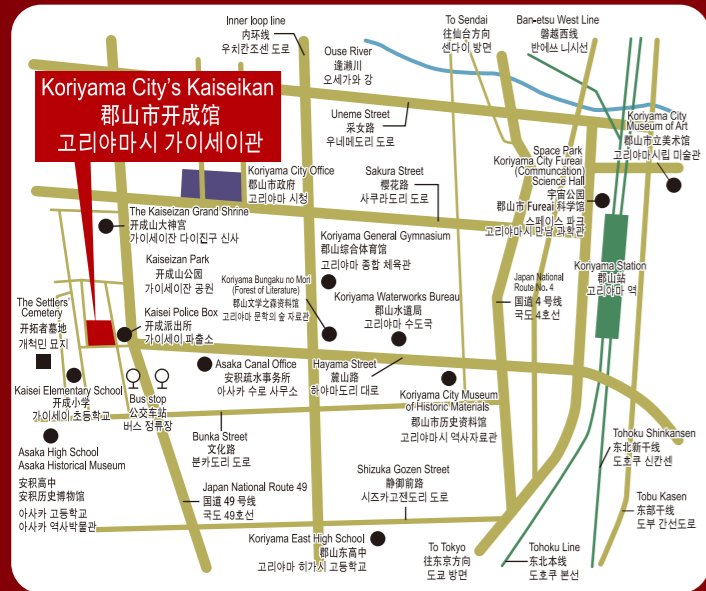 Inner loop line
内环线
우치칸조센 도로
Ouse River
逢瀬川
오세가와 강
To Sendai
往仙台方向
센다이 방면
Ban-etsu West Line
磐越西线
반에쓰 니시선
Koriyama City's Kaiseikan
郡山市开成馆
고리야마시 가이세이관
Uneme Street
采女路
우네메도리 도로
Koriyama City
Museum of Art
郡山市立美术馆
고리야마시립 미술관
Space Park
Koriyama City Fureai
(Communcation)
Science Hall
宇宙公园
郡山市 Fureai 科学馆
스페이스 파크
고리야마시 만남 과학관
Koriyama City Office
郡山市政府
고리야마 시청
Sakura Street
樱花路
사쿠라도리 도로
The Kaiseizan Grand Shrine
开成山大神宫
가이세이잔 다이진구 신사
Koriyama General Gymnasium
郡山综合体育馆
고리야마 종합 체육관
Kaiseizan Park
开成山公园
가이세이잔 공원
Koriyama Bungaku no Mori
(Forest of Literature)
郡山文学之森资料馆
고리야마 문학의 숲 자료관
Koriyama Waterworks Bureau
郡山水道局
고리야마 수도국
Japan National
Route No. 4
国道 4 号线
국도 4호선
Koriyama Station
郡山站
고리야마 역
The Settlers'
Cemetery
开拓者墓地
개척민 묘지
Kaisei Police Box
开成派出所
가이세이 파출소
Asaka Canal Office
安积疏水事务所
아사카 수로 사무소
Hayama Street
麓山路
하야마도리 대로
Kaisei Elementary School
开成小学
가이세이 초등학교
Bus stop
公交车站
버스 정류장
Koriyama City Museum
of Historic Materials
郡山市历史资料馆
고리야마시 역사자료관
Asaka High School
Asaka Historical Museum
安积高中
安积历史博物馆
아사카 고등학교
아사카 역사박물관
Bunka Street
文化路
분카도리 도로
Tohoku Shinkansen
东北新干线
도호쿠 신칸센
Japan National Route 49
国道 49 号线
국도 49호선
Shizuka Gozen Street
静御前路
시즈카고젠도리 도로
Tobu Kasen
东部干线
도부 간선도로
Koriyama East High School
郡山东高中
고리야마 히가시 고등학교
To Tokyo
往东京方向
도쿄 방면
Tohoku Line
东北本线
도호쿠 본선